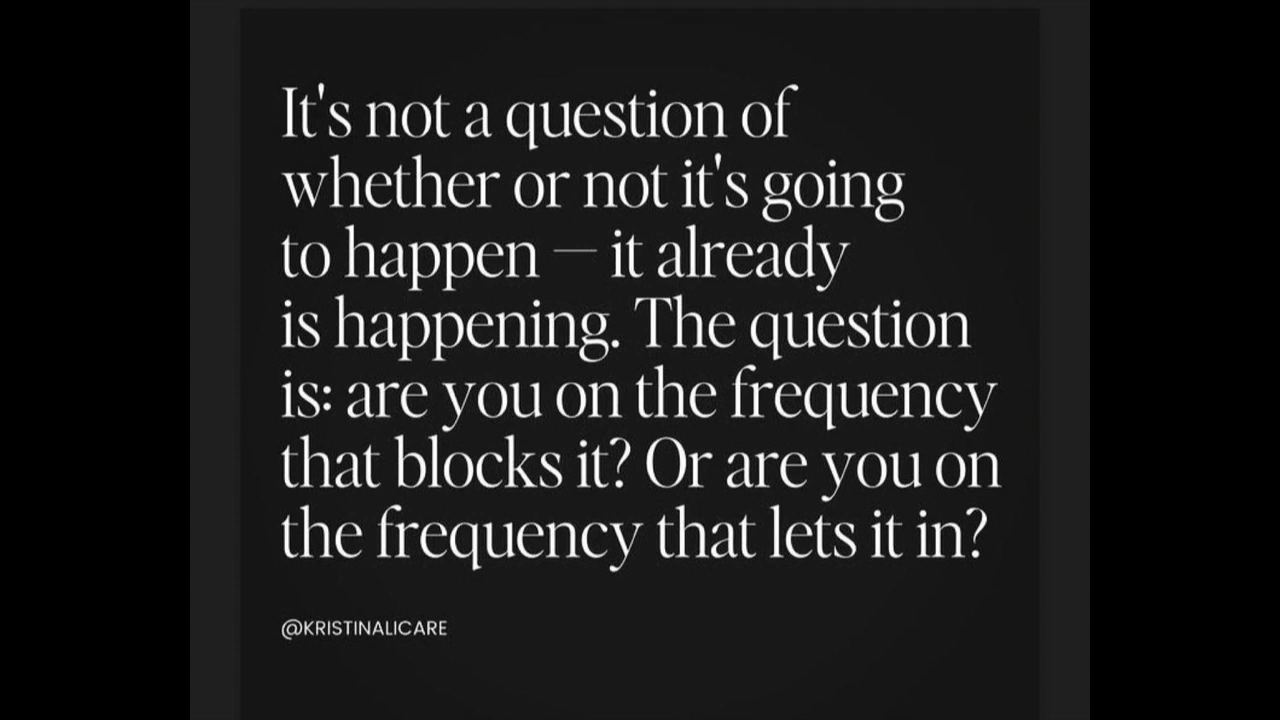 It's not a question of
whether or not it's going
to happen — it already
is happening. The question
is: are you on the frequency
that blocks it? Or are you on
the frequency that lets it in?
@KRISTINALICARE